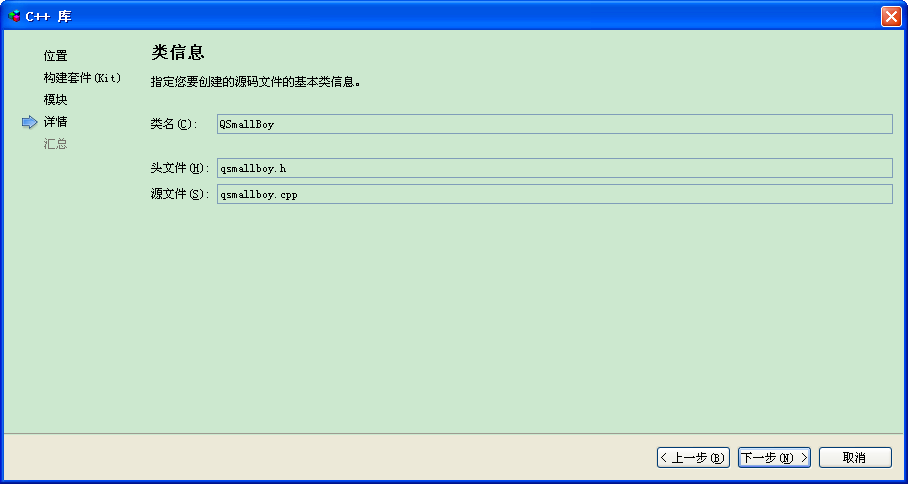 C++ 库
位置
构建套件(Kit)
模块
详情
汇总
类信息
指定您要创建的源码文件的基本类信息。
类名(C): QSmallBoy
头文件(H): qsmallboy.h
源文件(S): qsmallboy.cpp
< 上一步(B) 下一步(N) > 取消